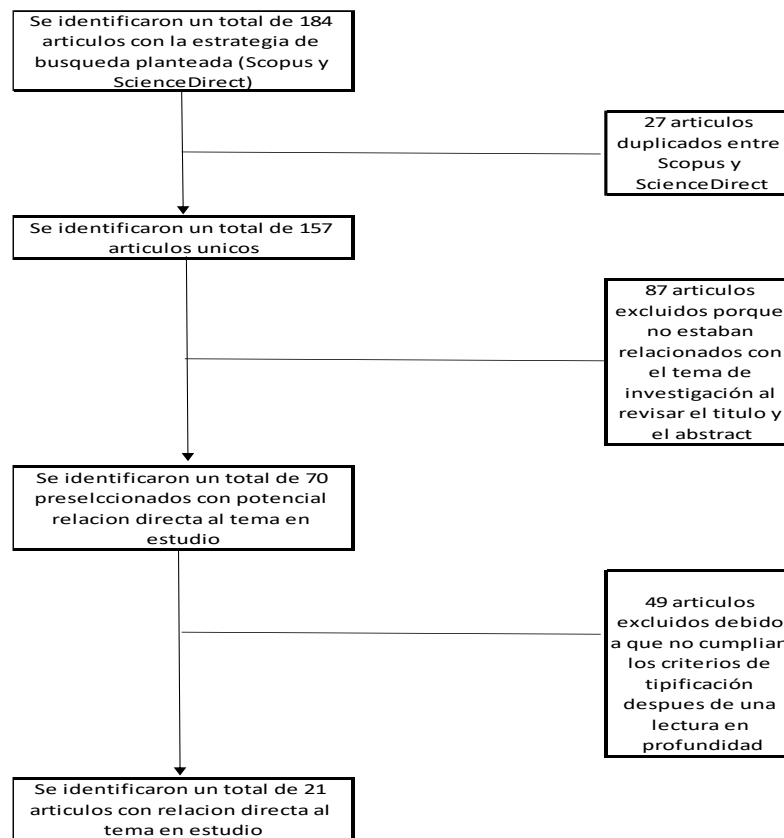 Se identificaron un total de 184
articulos con la estrategia de
busqueda planteada (Scopus y
ScienceDirect)
27 articulos
duplicados entre
Scopus y
ScienceDirect
Se identificaron un total de 157
articulos unicos
87 articulos
excluidos porque
no estaban
relacionados con
el tema de
investigación al
revisar el titulo y
el abstract
Se identificaron un total de 70
preselccionados con potencial
relacion directa al tema en
estudio
49 articulos
excluidos debido
a que no cumplian
los criterios de
tipificación
despues de una
lectura en
profundidad
Se identificaron un total de 21
articulos con relacion directa al
tema en estudio